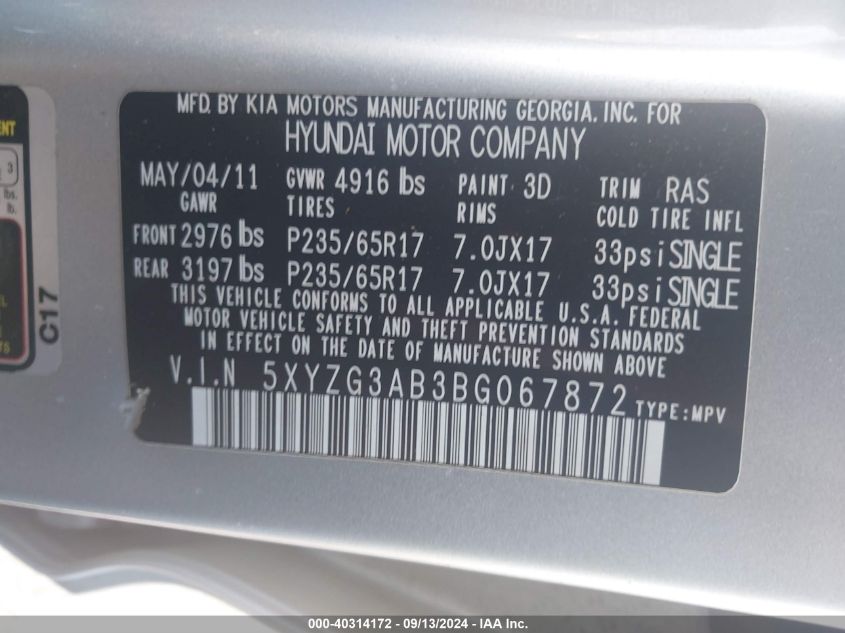 MFD. BY KIA MOTORS MANUFACTURING GEORGIA. INC. FOR
HYUNDAI MOTOR COMPANY
MAY/04/11 GVWR 4916 lbs PAINT 3D TRIM RAS
GAWR TIRES RIMS COLD TIRE INFL
FRONT 2976 lbs P235/65R17 7.0JX17 33psi SINGLE
REAR 3197 lbs P235/65R17 7.0JX17 33psi SINGLE
THIS VEHICLE CONFORMS TO ALL APPLICABLE U.S.A. FEDERAL
MOTOR VEHICLE SAFETY AND THEFT PREVENTION STANDARDS
IN EFFECT ON THE DATE OF MANUFACTURE SHOWN ABOVE
V.I.N 5XYZG3AB3BG067872 TYPE:MPV
3
lbs.
lb.
C17
000-40314172 - 09/13/2024 - SYN Inc.